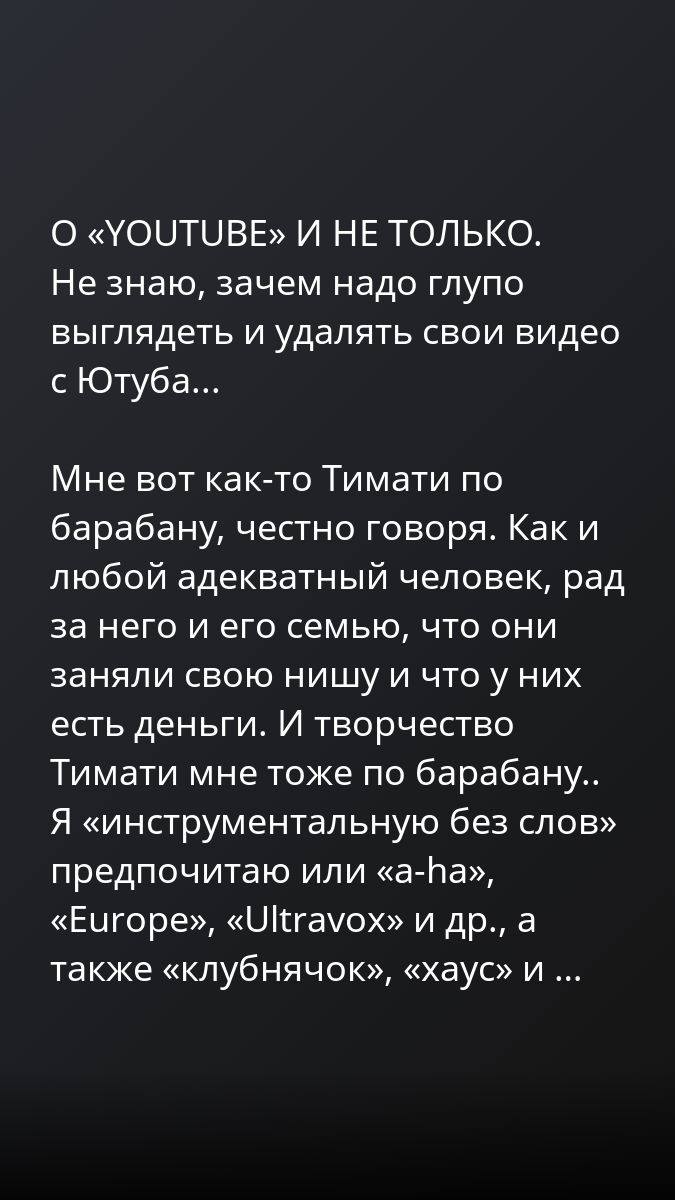 О «YOUTUBE» И НЕ ТОЛЬКО.
Не знаю, зачем надо глупо
выглядеть и удалять свои видео
с Ютуба...
Мне вот как-то Тимати по
барабану, честно говоря. Как и
любой адекватный человек, рад
за него и его семью, что они
заняли свою нишу и что у них
есть деньги. И творчество
Тимати мне тоже по барабану..
Я «инструментальную без слов»
предпочитаю или «a-ha»,
«Europe», «Ultravox» и др., а
также «клубнячок», «хаус» и ...